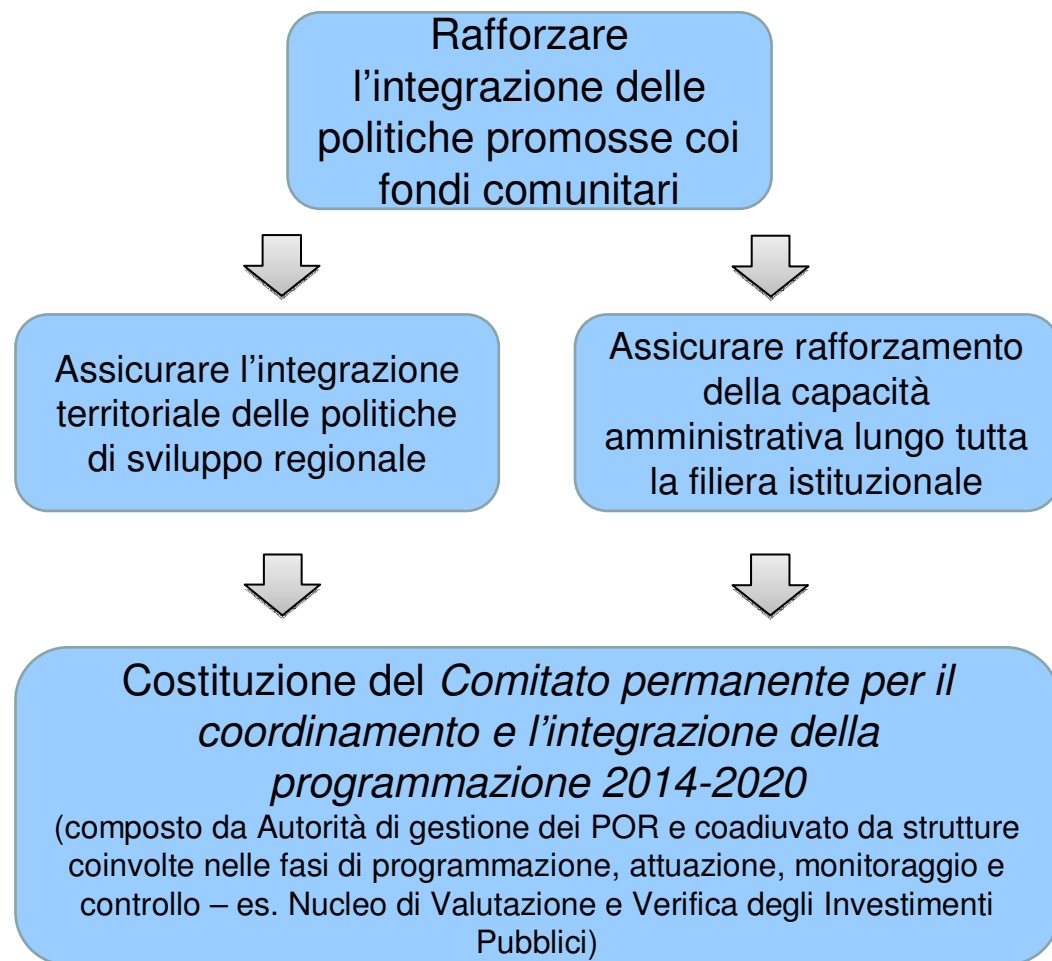 Rafforzare
l’integrazione delle
politiche promosse coi
fondi comunitari
Assicurare l’integrazione
territoriale delle politiche
di sviluppo regionale
Assicurare rafforzamento
della capacità
amministrativa lungo tutta
la filiera istituzionale
Costituzione del Comitato permanente per il
coordinamento e l’integrazione della
programmazione 2014-2020
(composto da Autorità di gestione dei POR e coadiuvato da strutture
coinvolte nelle fasi di programmazione, attuazione, monitoraggio e
controllo – es. Nucleo di Valutazione e Verifica degli Investimenti
Pubblici)